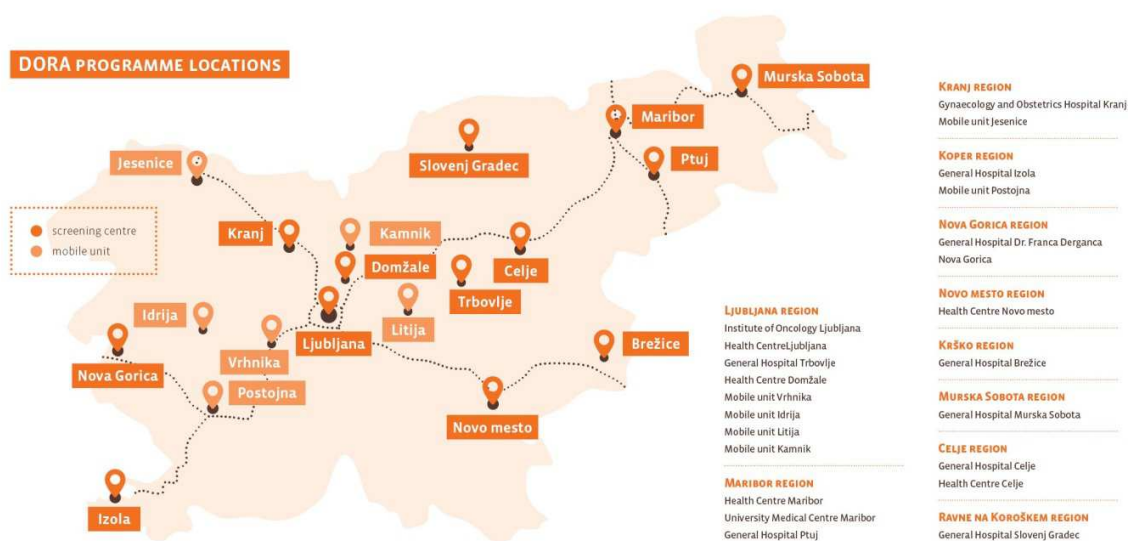 DORA PROGRAMME LOCATIONS
Murska Sobota
Maribor
Slovenj Gradec
Ptuj
Jesenice
screening centre
mobile unit
Kranj
Kamnik
Domžale
Celje
Trbovlje
Idrija
Litija
Ljubljana
Vrhnika
Brežice
Nova Gorica
Postojna
Novo mesto
Izola
LJUBLJANA REGION
Institute of Oncology Ljubljana
Health CentreLjubljana
General Hospital Trbovlje
Health Centre Domžale
Mobile unit Vrhnika
Mobile unit Idrija
Mobile unit Litija
Mobile unit Kamnik
MARIBOR REGION
Health Centre Maribor
University Medical Centre Maribor
General Hospital Ptuj
KRANJ REGION
Gynaecology and Obstetrics Hospital Kranj
Mobile unit Jesenice
KOPER REGION
General Hospital Izola
Mobile unit Postojna
NOVA GORICA REGION
General Hospital Dr. Franca Derganca
Nova Gorica
NOVO MESTO REGION
Health Centre Novo mesto
KRŠKO REGION
General Hospital Brežice
MURSKA SOBOTA REGION
General Hospital Murska Sobota
CELJE REGION
General Hospital Celje
Health Centre Celje
RAVNE NA KOROŠKEM REGION
General Hospital Slovenj Gradec